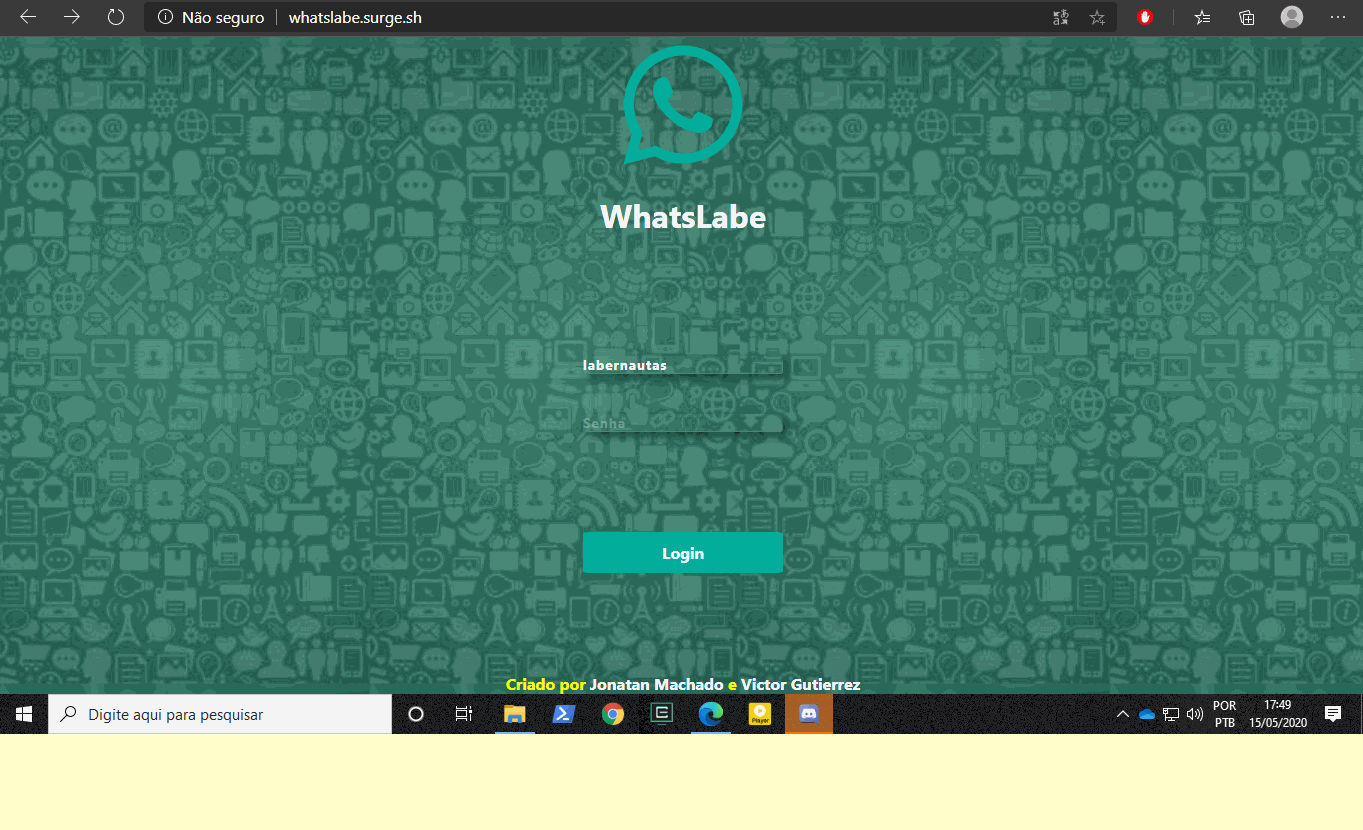 Não seguro
whatslabe.surge.sh
WhatsLabe
labernautas
Senha
Login
Criado por Jonatan Machado e Victor Gutierrez
Digite aqui para pesquisar
Player
POR
PTB
17:49
15/05/2020